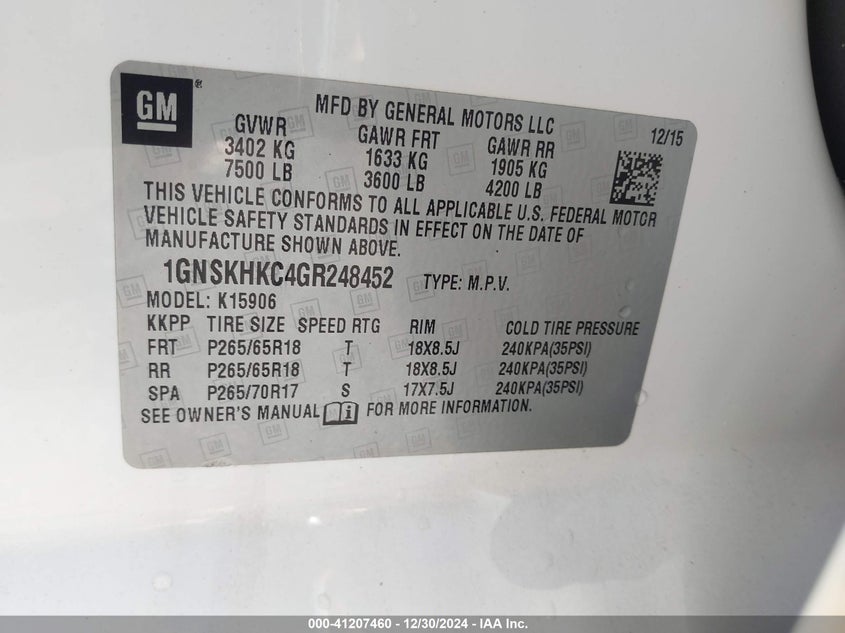 GM®
MFD BY GENERAL MOTORS LLC
12/15
GVWR GAWR FRT GAWR RR
3402 KG 1633 KG 1905 KG
7500 LB 3600 LB 4200 LB
THIS VEHICLE CONFORMS TO ALL APPLICABLE U.S. FEDERAL MOTOR
VEHICLE SAFETY STANDARDS IN EFFECT ON THE DATE OF
MANUFACTURE SHOWN ABOVE.
1GNSKHKC4GR248452 TYPE: M.P.V.
MODEL: K15906
KKPP TIRE SIZE SPEED RTG RIM COLD TIRE PRESSURE
FRT P265/65R18 T 18X8.5J 240KPA(35PSI)
RR P265/65R18 T 18X8.5J 240KPA(35PSI)
SPA P265/70R17 S 17X7.5J 240KPA(35PSI)
SEE OWNER'S MANUAL FOR MORE INFORMATION.
000-41207460 - 12/30/2024 - IAA Inc.